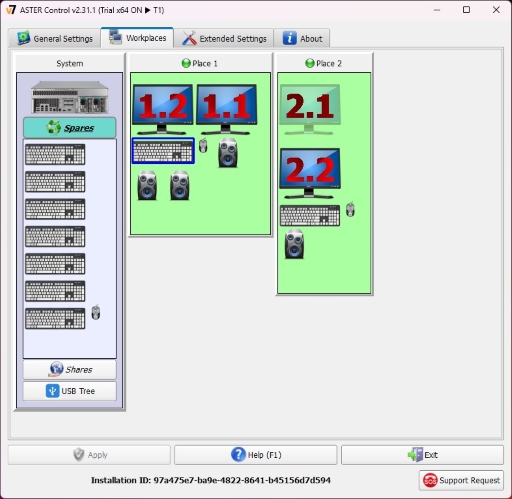 ASTER Control v2.31.1 (Trial x64 ON ► T1)
General Settings
Workplaces
Extended Settings
About
System
Place 1
Place 2
Spares
1.2
1.1
2.1
2.2
Shares
USB Tree
Apply
Help (F1)
Exit
Installation ID: 97a475e7-ba9e-4822-8641-b45156d7d594
SOS
Support Request